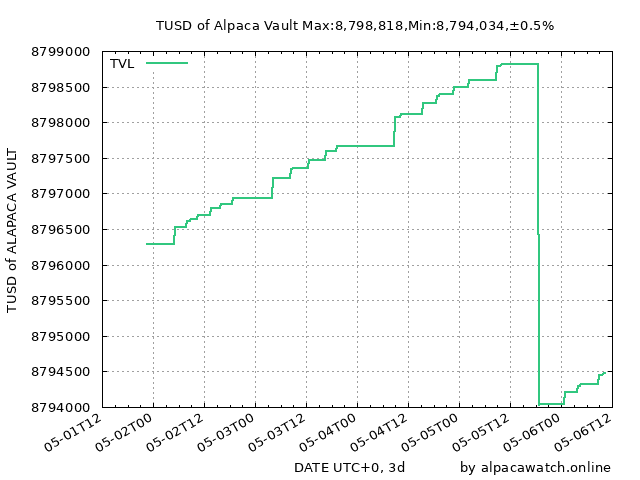 TUSD of Alpaca Vault Max:8,798,818,Min:8,794,034,±0.5%
TVL
TUSD of ALAPACA VAULT
8799000
8798500
8798000
8797500
8797000
8796500
8796000
8795500
8795000
8794500
8794000
05-01T12
05-02T00
05-02T12
05-03T00
05-03T12
05-04T00
05-04T12
05-05T00
05-05T12
05-06T00
05-06T12
DATE UTC+0, 3d
by alpacawatch.online